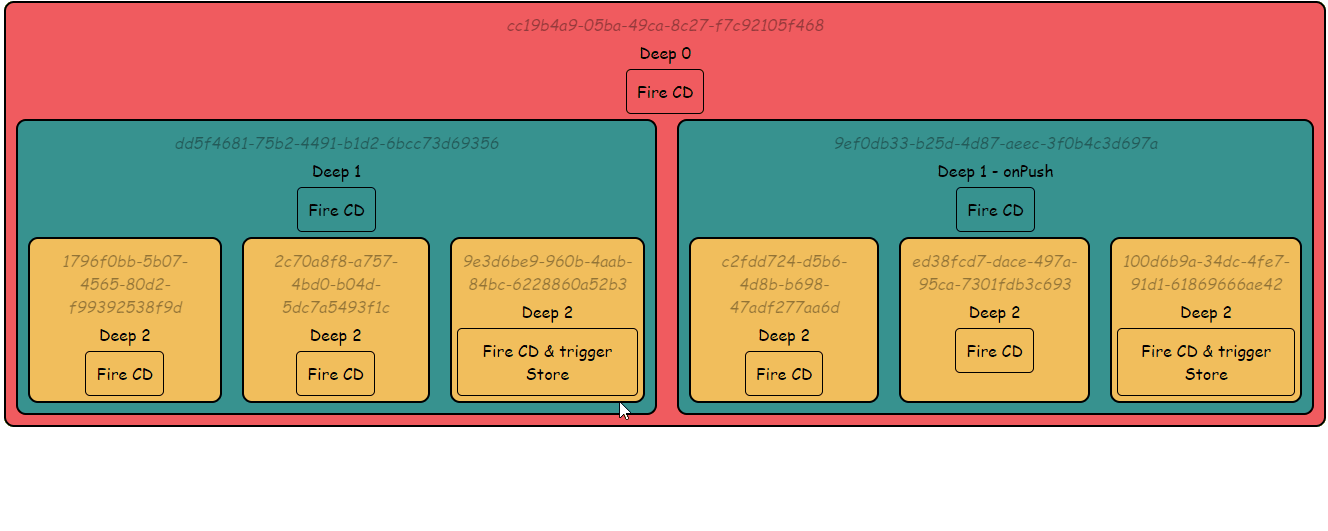 cc19b4a9-05ba-49ca-8c27-f7c92105f468
Deep 0
Fire CD
dd5f4681-75b2-4491-b1d2-6bcc73d69356
Deep 1
Fire CD
1796f0bb-5b07-
4565-80d2-
f99392538f9d
Deep 2
Fire CD
2c70a8f8-a757-
4bd0-b04d-
5dc7a5493f1c
Deep 2
Fire CD
9e3d6be9-960b-4aab-
84bc-6228860a52b3
Deep 2
Fire CD & trigger
Store
9ef0db33-b25d-4d87-aeec-3f0b4c3d697a
Deep 1 - onPush
Fire CD
c2fdd724-d5b6-
4d8b-b698-
47adf277aa6d
Deep 2
Fire CD
ed38fcd7-dace-497a-
95ca-7301fdb3c693
Deep 2
Fire CD
100d6b9a-34dc-4fe7-
91d1-61869666ae42
Deep 2
Fire CD & trigger
Store